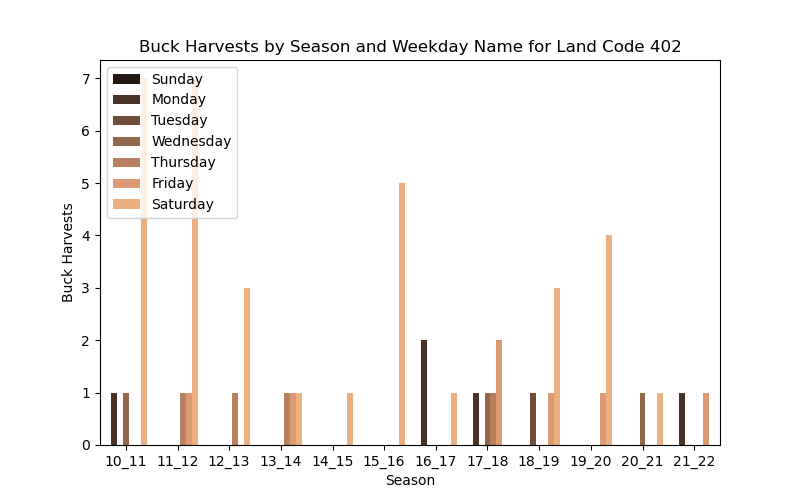 Buck Harvests by Season and Weekday Name for Land Code 402
Sunday
Monday
Tuesday
Wednesday
Thursday
Friday
Saturday
7
6
5
4
3
2
1
0
Buck Harvests
10_11 11_12 12_13 13_14 14_15 15_16 16_17 17_18 18_19 19_20 20_21 21_22
Season